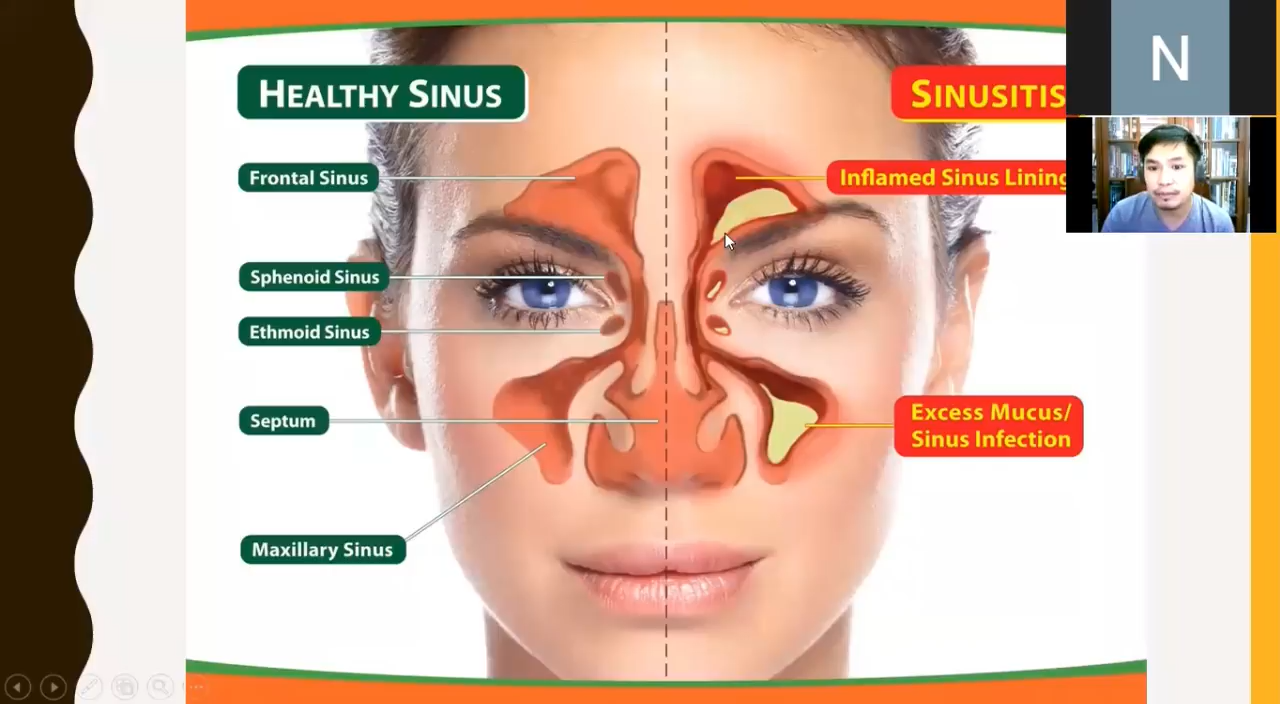 HEALTHY SINUS
SINUSITIS
N
Frontal Sinus
Inflamed Sinus Lining
Sphenoid Sinus
Ethmoid Sinus
Septum
Excess Mucus/
Sinus Infection
Maxillary Sinus